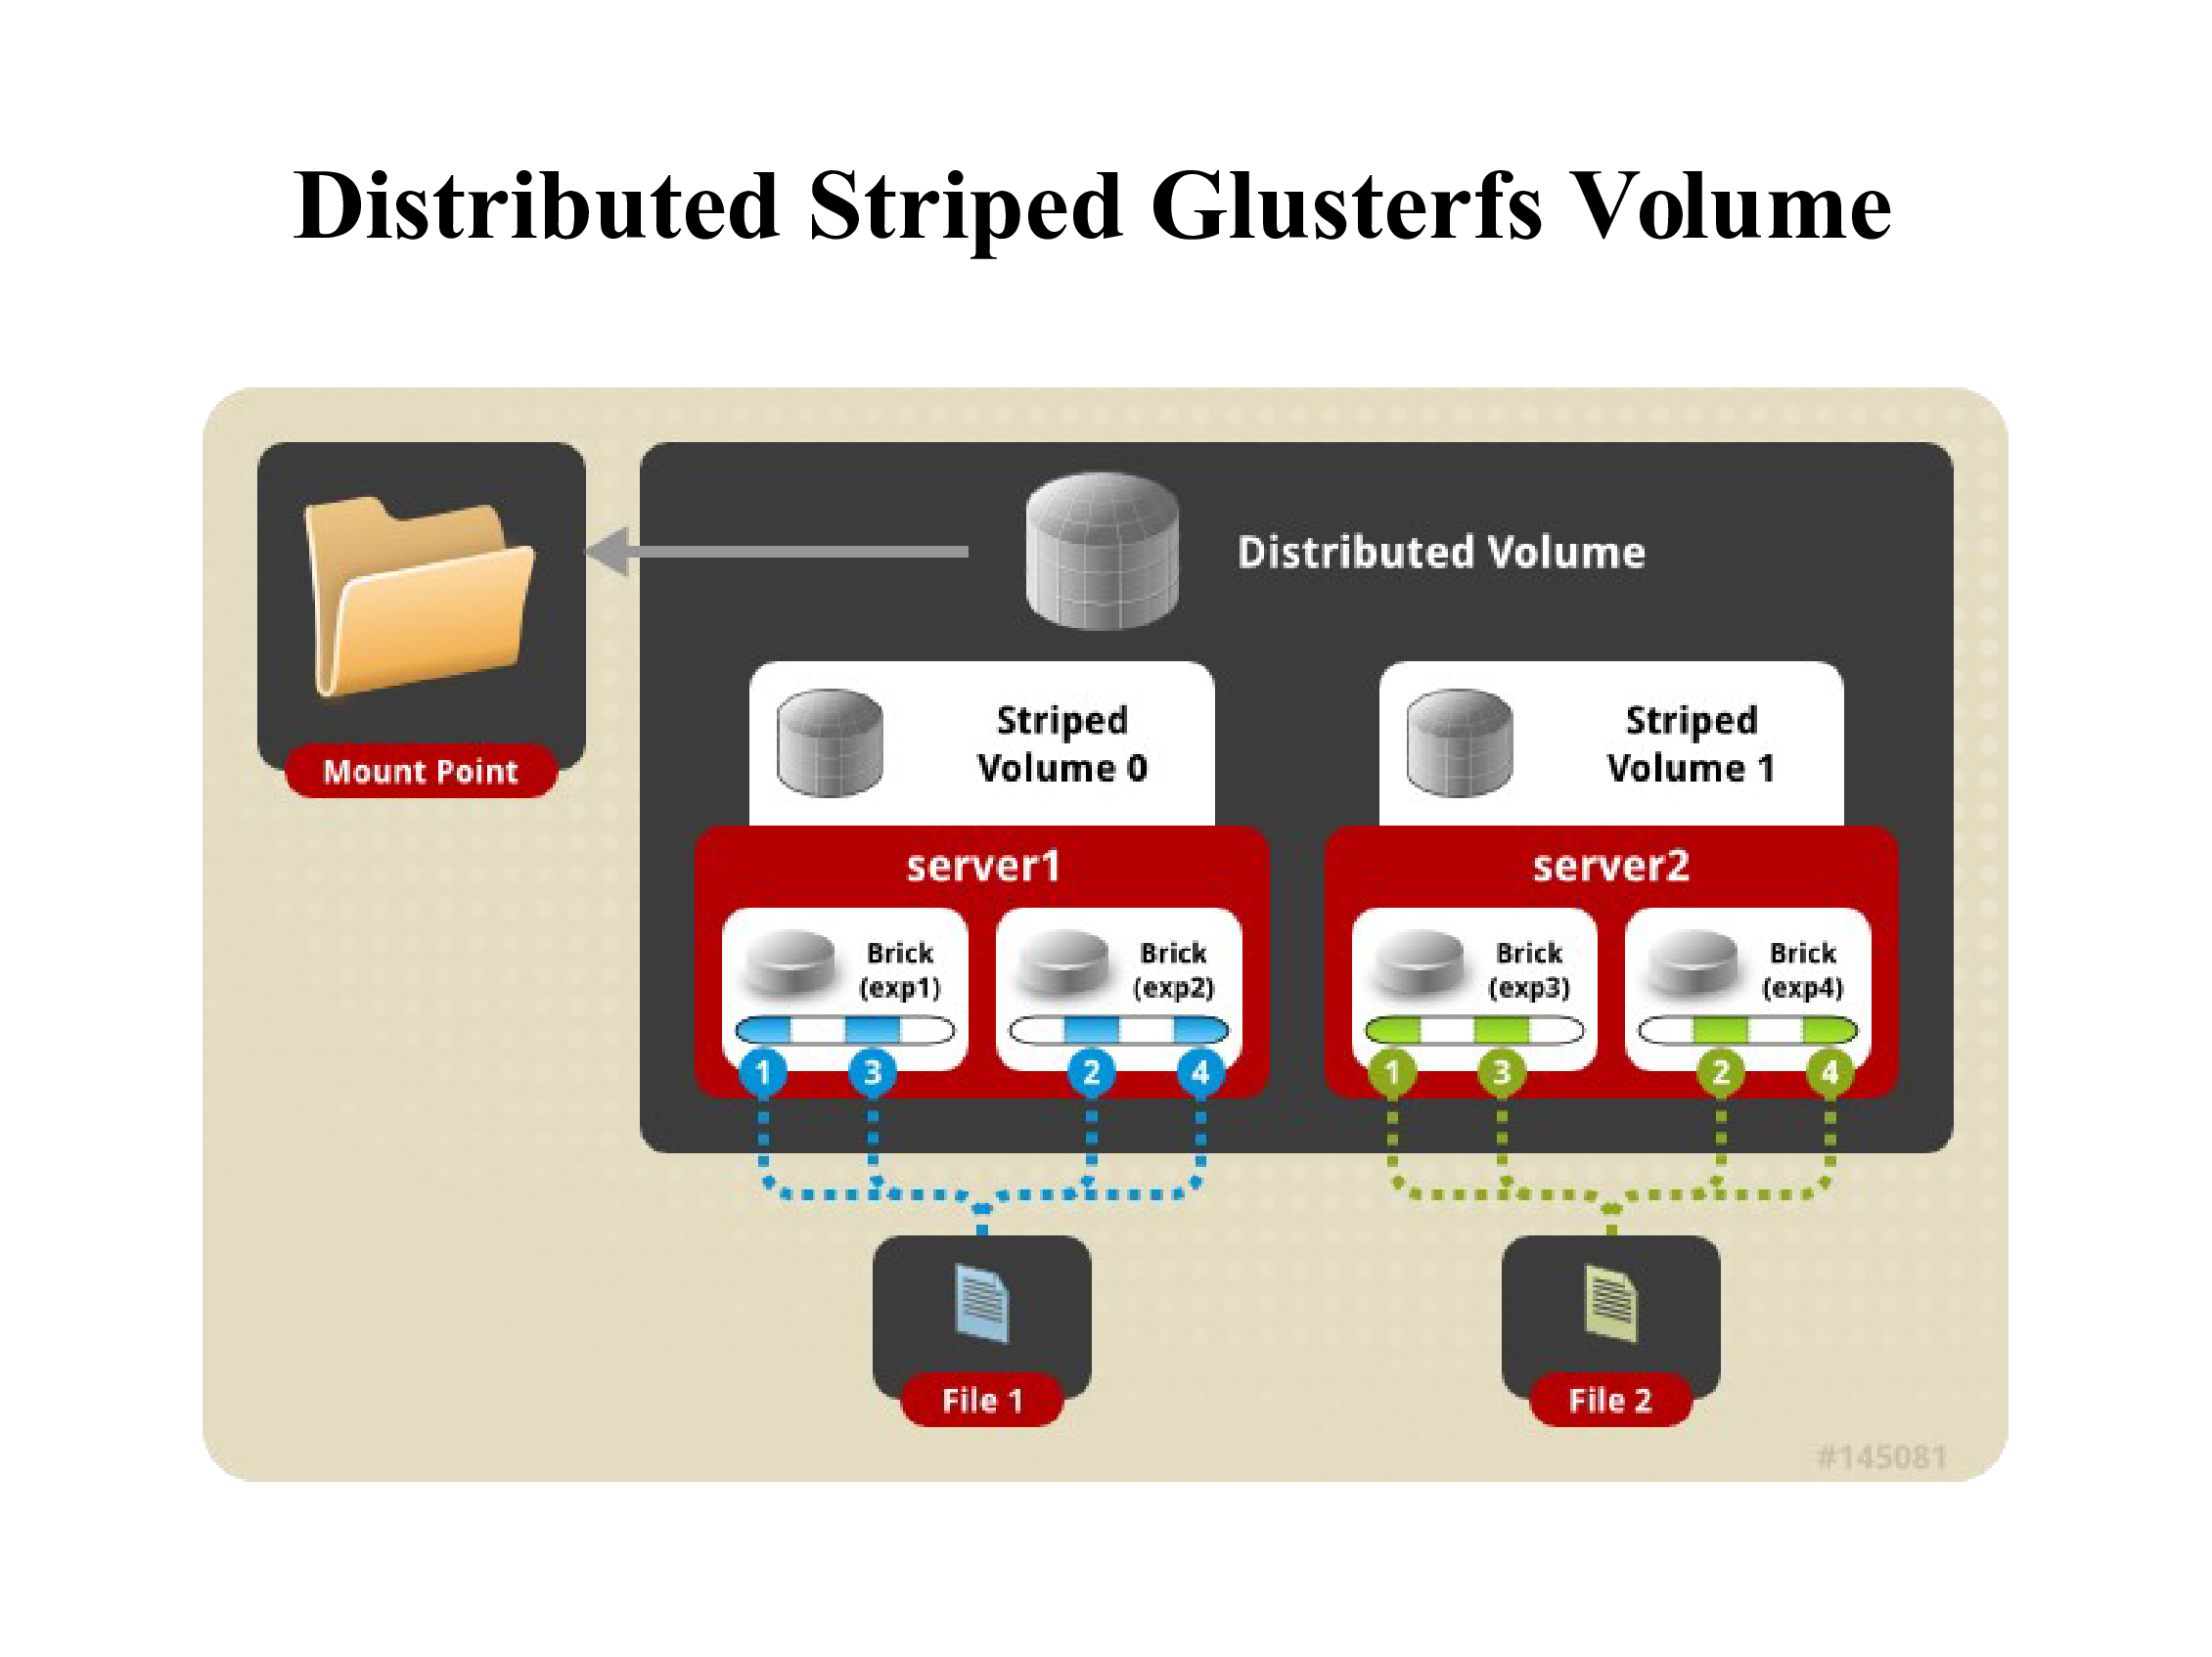 Distributed Striped Glusterfs Volume
Distributed Volume
Mount Point
Striped
Volume 0
Striped
Volume 1
server1
server2
Brick
(exp1)
Brick
(exp2)
Brick
(exp3)
Brick
(exp4)
1
3
2
4
1
3
2
4
File 1
File 2
#145081